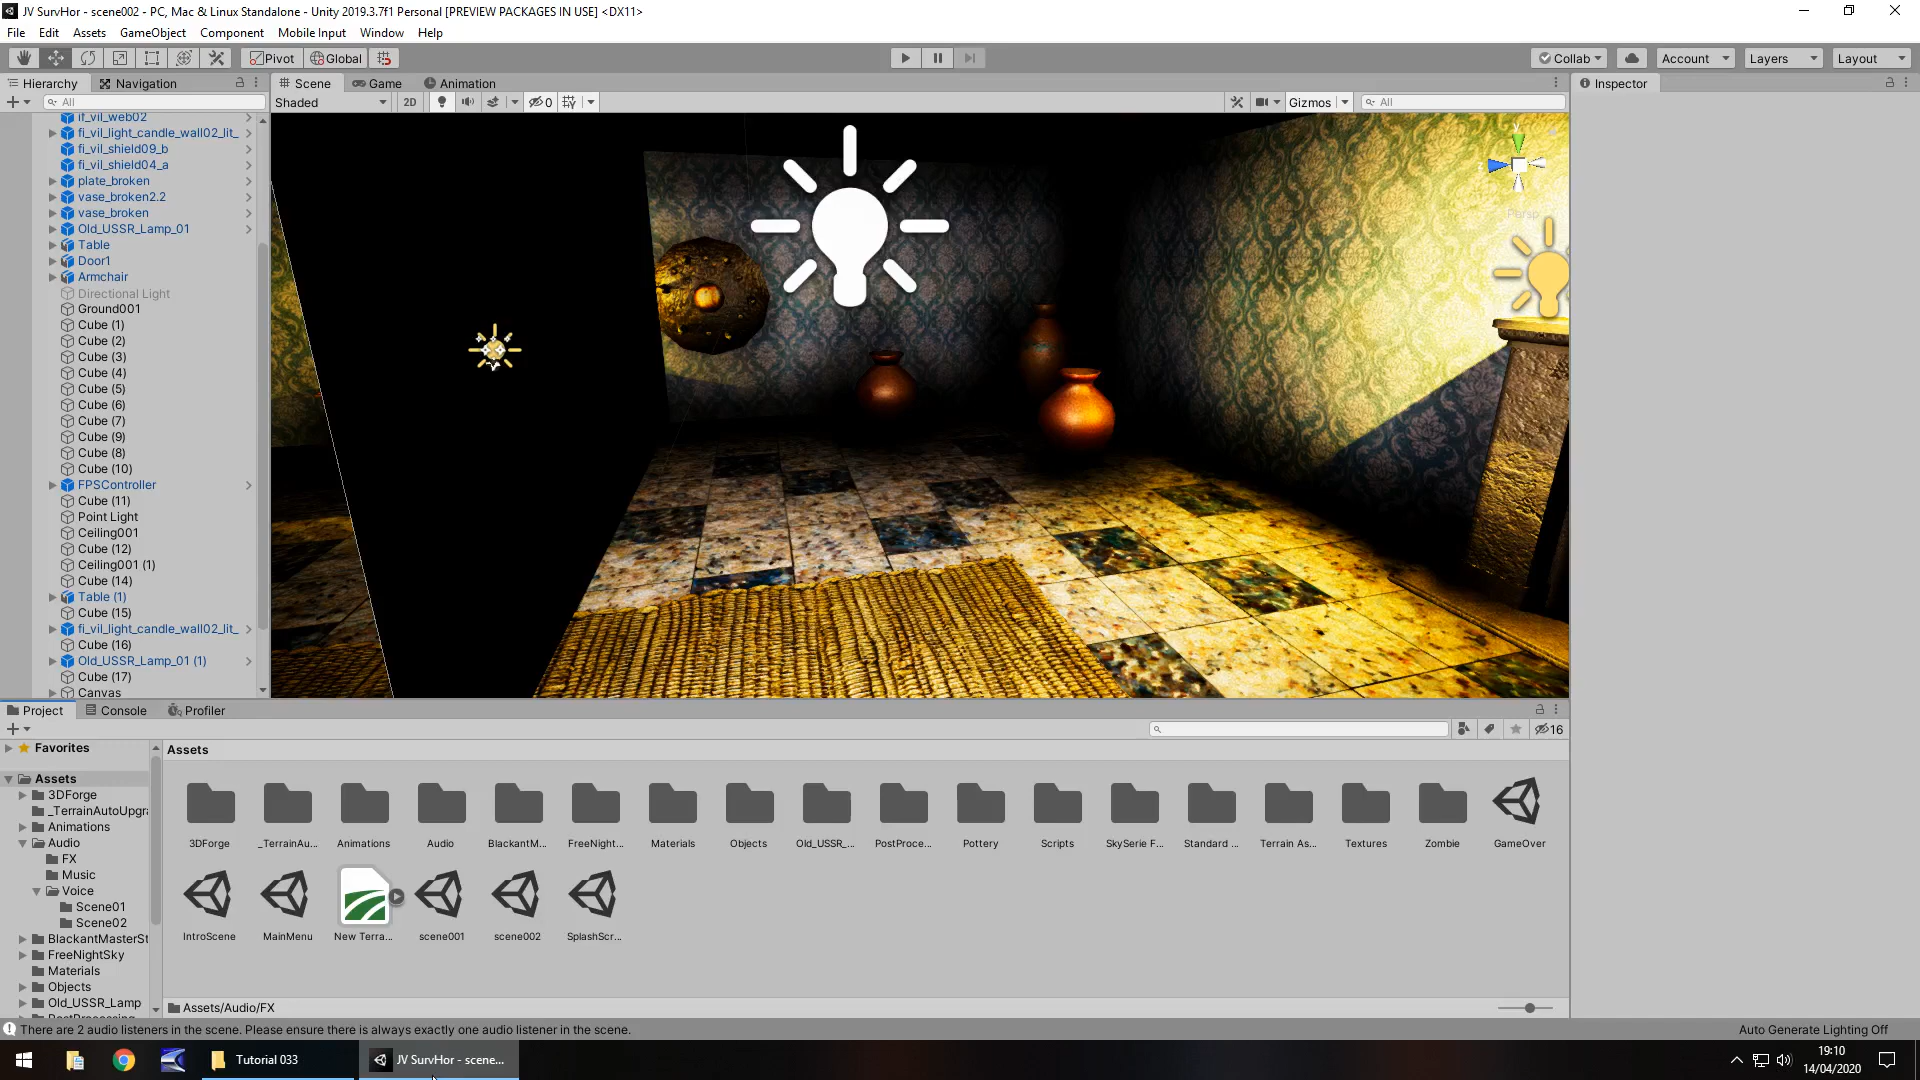 JV SurvHor - scene002 - PC, Mac & Linux Standalone - Unity 2019.3.7f1 Personal [PREVIEW PACKAGES IN USE] <DX11>
File Edit Assets GameObject Component Mobile Input Window Help
Pivot Global Collab Account Layers Layout
Hierarchy Navigation Scene Game Animation Inspector
All Shaded 2D 0 Gizmos All
if_vil_web02
fi_vil_light_candle_wall02_lit_
fi_vil_shield09_b
fi_vil_shield04_a
plate_broken
vase_broken2.2
vase_broken
Old_USSR_Lamp_01
Table
Door1
Armchair
Directional Light
Ground001
Cube (1)
Cube (2)
Cube (3)
Cube (4)
Cube (5)
Cube (6)
Cube (7)
Cube (9)
Cube (8)
Cube (10)
FPSController
Cube (11)
Point Light
Ceiling001
Cube (12)
Ceiling001 (1)
Cube (14)
Table (1)
Cube (15)
fi_vil_light_candle_wall02_lit_
Cube (16)
Old_USSR_Lamp_01 (1)
Cube (17)
Canvas
y
Persp
Project Console Profiler
16
Favorites
Assets
3DForge
_TerrainAutoUpgra
Animations
Audio
FX
Music
Voice
Scene01
Scene02
BlackantMasterSt
FreeNightSky
Materials
Objects
Old_USSR_Lamp
PostProcessing
Assets
3DForge _TerrainAu... Animations Audio BlackantM... FreeNight... Materials Objects Old_USSR_... PostProce... Pottery Scripts SkySerie F... Standard ... Terrain As... Textures Zombie GameOver
IntroScene MainMenu New Terra... scene001 scene002 SplashScr...
Assets/Audio/FX
There are 2 audio listeners in the scene. Please ensure there is always exactly one audio listener in the scene.
Auto Generate Lighting Off
Tutorial 033 JV SurvHor - scene...
19:10
14/04/2020